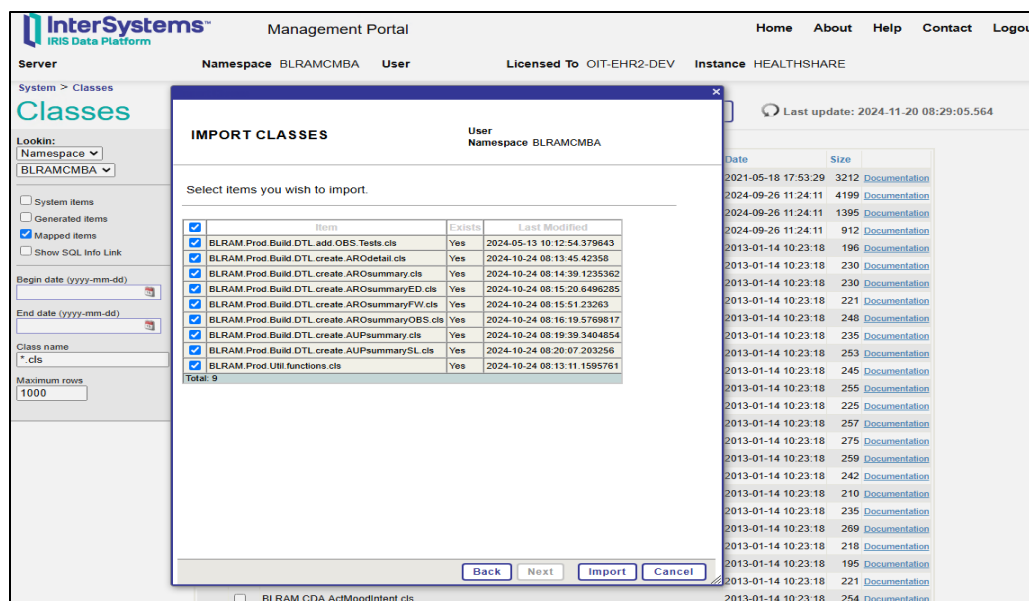 InterSystems™
IRIS Data Platform
Management Portal
Home About Help Contact Logou
Server Namespace BLRAMCMBA User Licensed To OIT-EHR2-DEV Instance HEALTHSHARE
System > Classes
Classes
Last update: 2024-11-20 08:29:05.564
Lookin:
Namespace
BLRAMCMBA
System items
Generated items
Mapped items
Show SQL Info Link
Begin date (yyyy-mm-dd)
End date (yyyy-mm-dd)
Class name
*.cls
Maximum rows
1000
IMPORT CLASSES
User
Namespace BLRAMCMBA
Select items you wish to import.
Item Exists Last Modified
BLRAM.Prod.Build.DTL.add.OBS.Tests.cls Yes 2024-05-13 10:12:54.379643
BLRAM.Prod.Build.DTL.create.AROdetail.cls Yes 2024-10-24 08:13:45.42358
BLRAM.Prod.Build.DTL.create.AROsummary.cls Yes 2024-10-24 08:14:39.1235362
BLRAM.Prod.Build.DTL.create.AROsummaryED.cls Yes 2024-10-24 08:15:20.6496285
BLRAM.Prod.Build.DTL.create.AROsummaryFW.cls Yes 2024-10-24 08:15:51.23263
BLRAM.Prod.Build.DTL.create.AROsummaryOBS.cls Yes 2024-10-24 08:16:19.5769817
BLRAM.Prod.Build.DTL.create.AUPsummary.cls Yes 2024-10-24 08:19:39.3404854
BLRAM.Prod.Build.DTL.create.AUPsummarySL.cls Yes 2024-10-24 08:20:07.203256
BLRAM.Prod.Util.functions.cls Yes 2024-10-24 08:13:11.1595761
Total: 9
Back Next Import Cancel
Date Size
2021-05-18 17:53:29 3212 Documentation
2024-09-26 11:24:11 4199 Documentation
2024-09-26 11:24:11 1395 Documentation
2024-09-26 11:24:11 912 Documentation
2013-01-14 10:23:18 196 Documentation
2013-01-14 10:23:18 230 Documentation
2013-01-14 10:23:18 230 Documentation
2013-01-14 10:23:18 221 Documentation
2013-01-14 10:23:18 248 Documentation
2013-01-14 10:23:18 235 Documentation
2013-01-14 10:23:18 253 Documentation
2013-01-14 10:23:18 245 Documentation
2013-01-14 10:23:18 255 Documentation
2013-01-14 10:23:18 225 Documentation
2013-01-14 10:23:18 257 Documentation
2013-01-14 10:23:18 275 Documentation
2013-01-14 10:23:18 259 Documentation
2013-01-14 10:23:18 242 Documentation
2013-01-14 10:23:18 210 Documentation
2013-01-14 10:23:18 235 Documentation
2013-01-14 10:23:18 269 Documentation
2013-01-14 10:23:18 218 Documentation
2013-01-14 10:23:18 195 Documentation
2013-01-14 10:23:18 221 Documentation
BLRAM.CDA.ActMoodIntent.cls 2013-01-14 10:23:18 254 Documentation